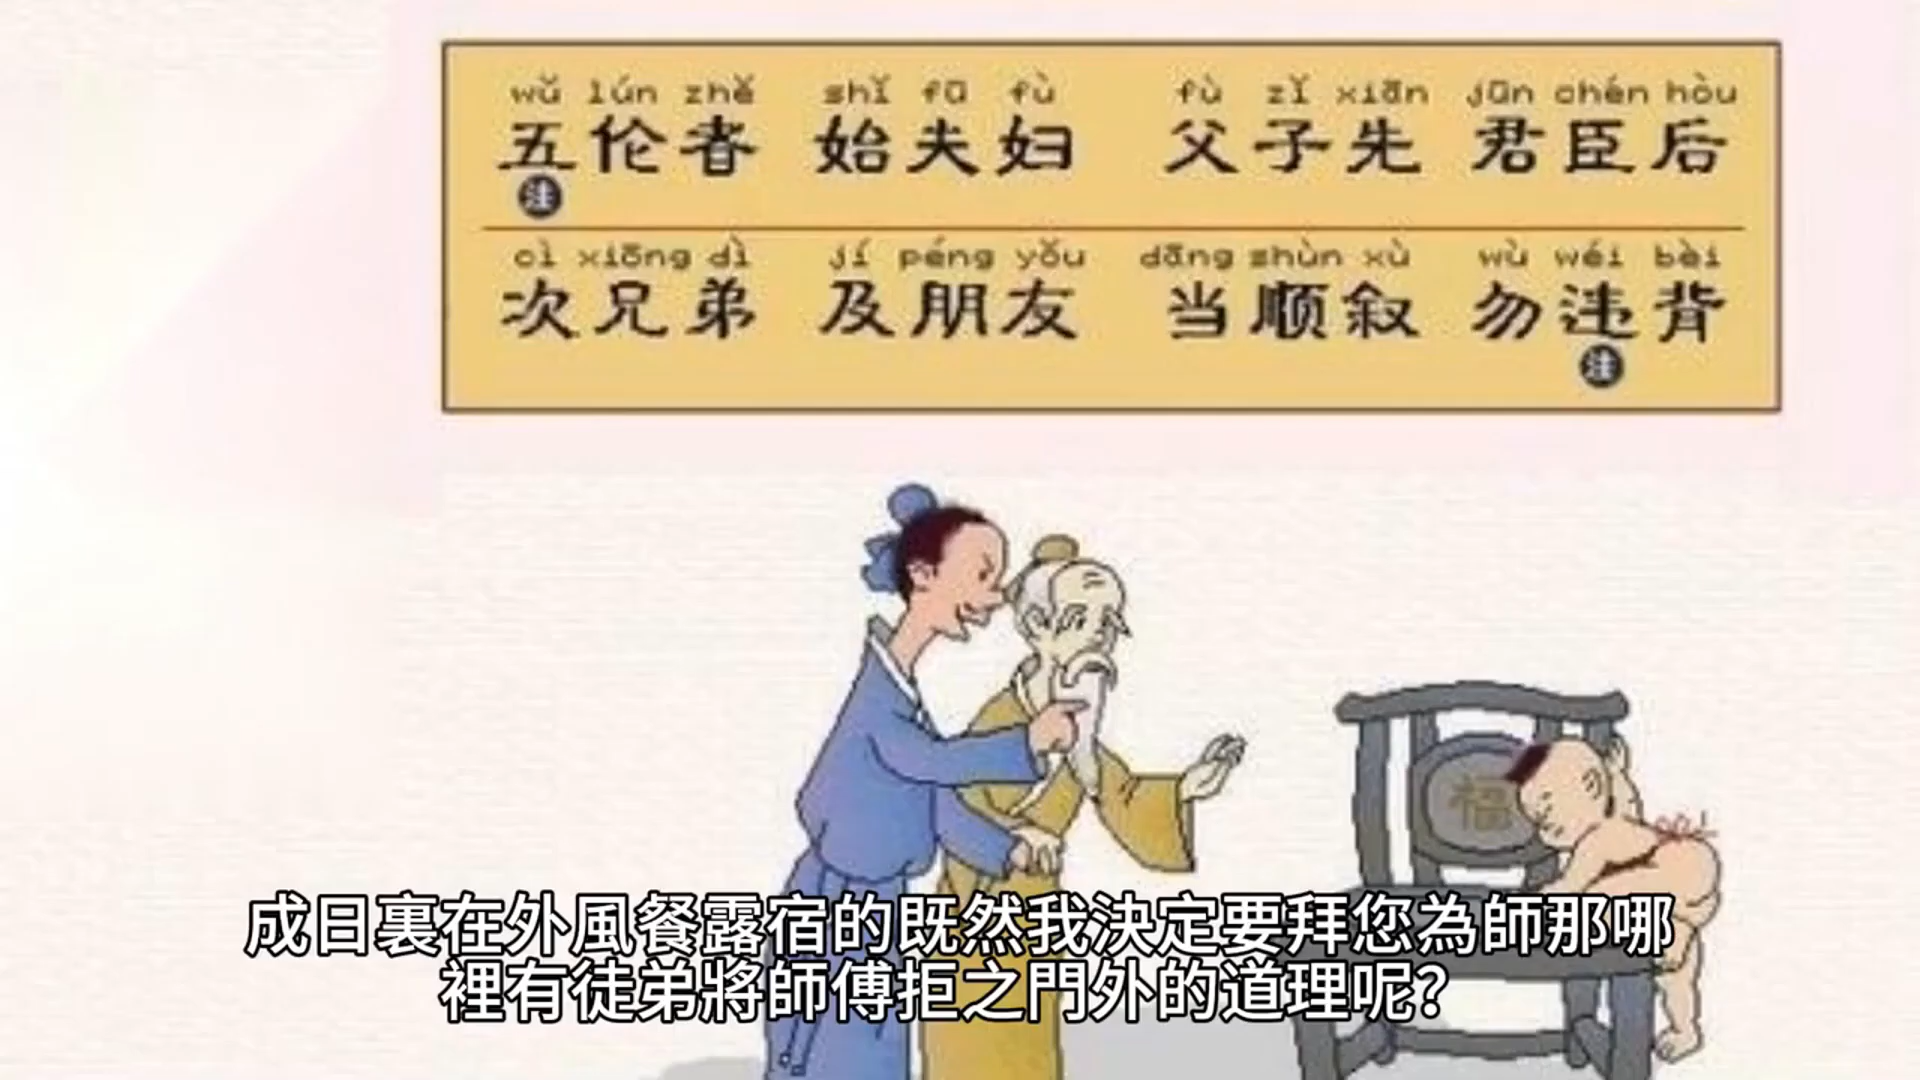 wǔ lún zhě shǐ fū fù fù zǐ xiān jūn chén hòu
五伦者 始夫妇 父子先 君臣后
注
cì xiōng dì jí péng yǒu dāng shùn xù wù wéi bèi
次兄弟 及朋友 当顺叙 勿违背
注
福
成日裏在外風餐露宿的既然我決定要拜您為師那哪
裡有徒弟將師傅拒之門外的道理呢？